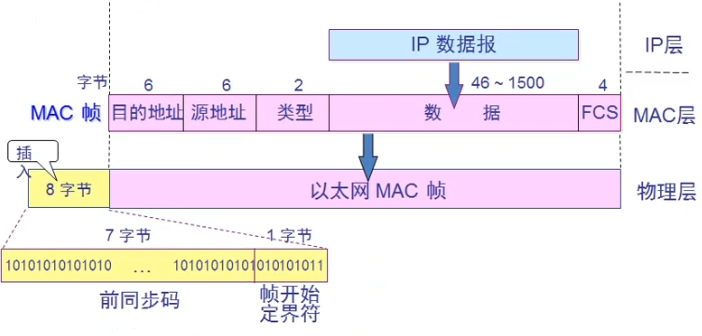 IP 数据报
IP层
字节
6
6
2
46 ~ 1500
4
MAC 帧
目的地址
源地址
类型
数 据
FCS
MAC层
插入
8 字节
以太网 MAC 帧
物理层
7 字节
1 字节
10101010101010 … 10101010101010101011
前同步码
帧开始
定界符